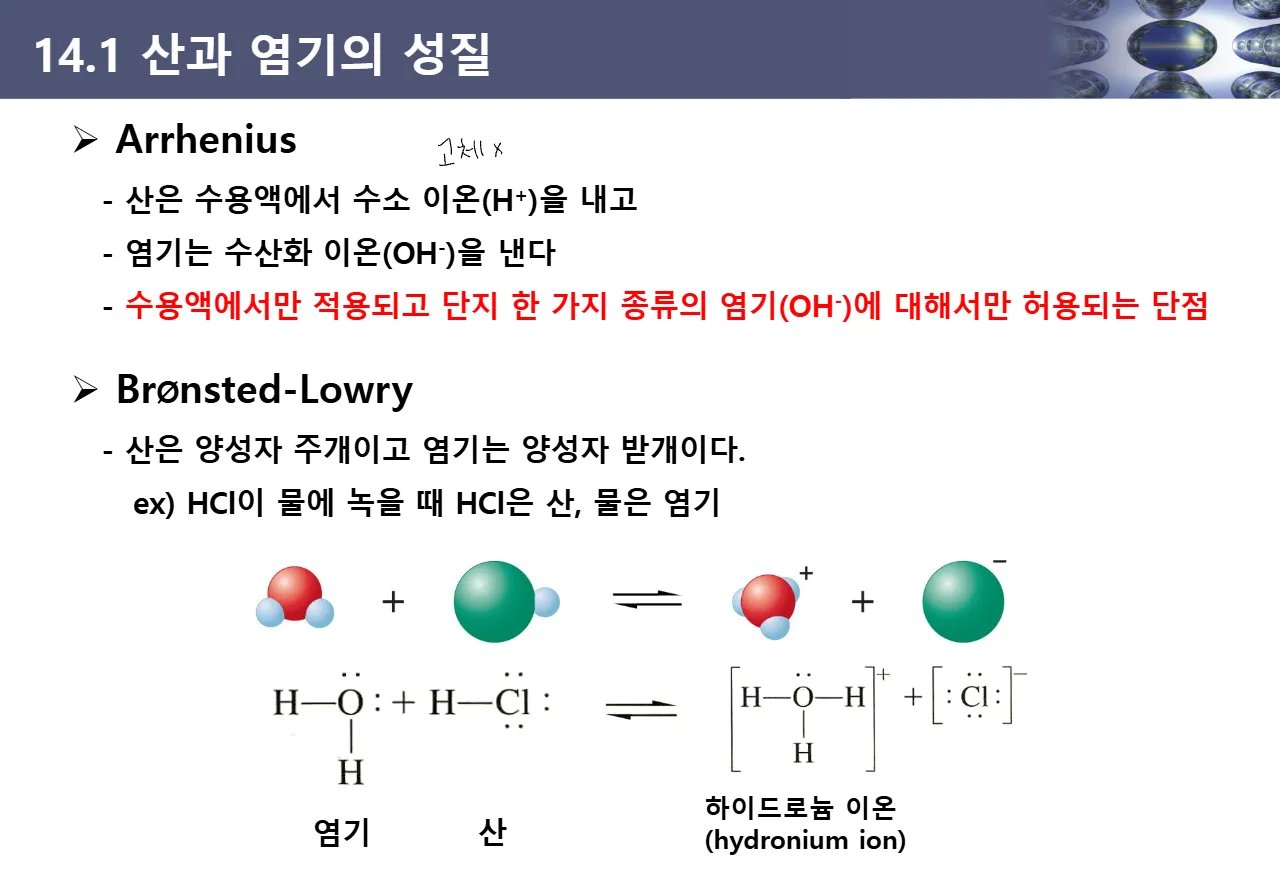 14.1 산과 염기의 성질
➢ Arrhenius
고체 x
- 산은 수용액에서 수소 이온(H⁺)을 내고
- 염기는 수산화 이온(OH⁻)을 낸다
- 수용액에서만 적용되고 단지 한 가지 종류의 염기(OH⁻)에 대해서만 허용되는 단점
➢ Brønsted-Lowry
- 산은 양성자 주개이고 염기는 양성자 받개이다.
ex) HCl이 물에 녹을 때 HCl은 산, 물은 염기
+ ⇌ + + −
H—O: + H—Cl: ⇌ [H—O—H]⁺ + [:Cl:]⁻
H H
염기 산
하이드로늄 이온
(hydronium ion)